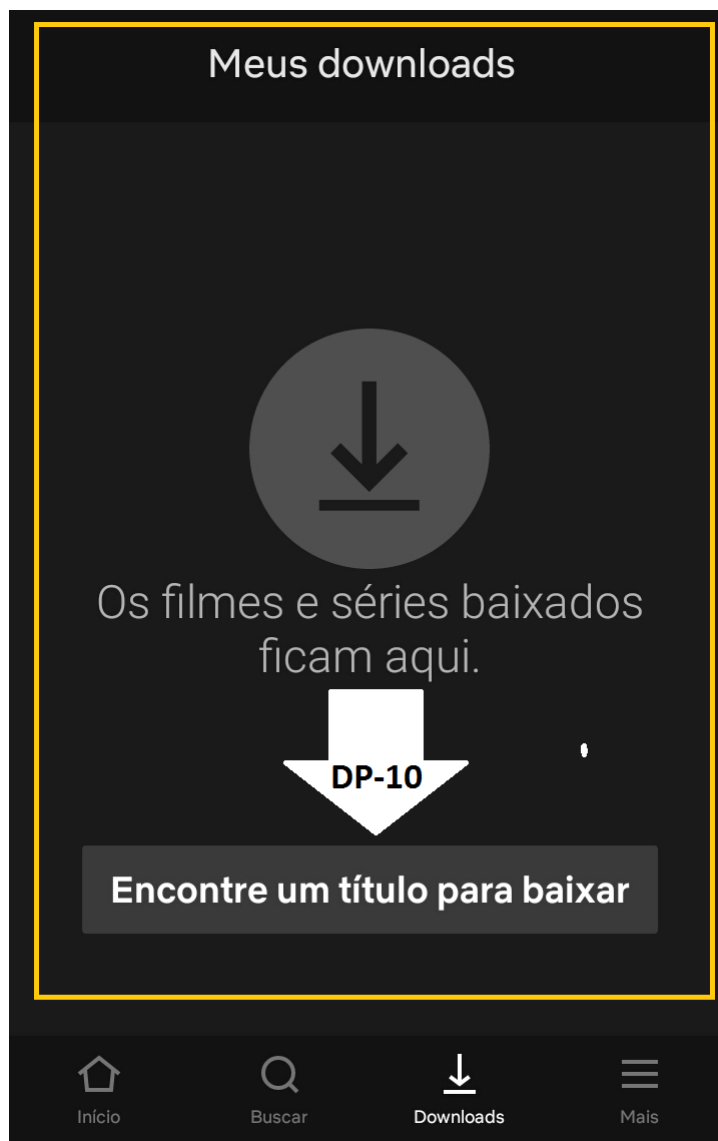 Meus downloads
Os filmes e séries baixados
ficam aqui.
DP-10
Encontre um título para baixar
Início
Buscar
Downloads
Mais